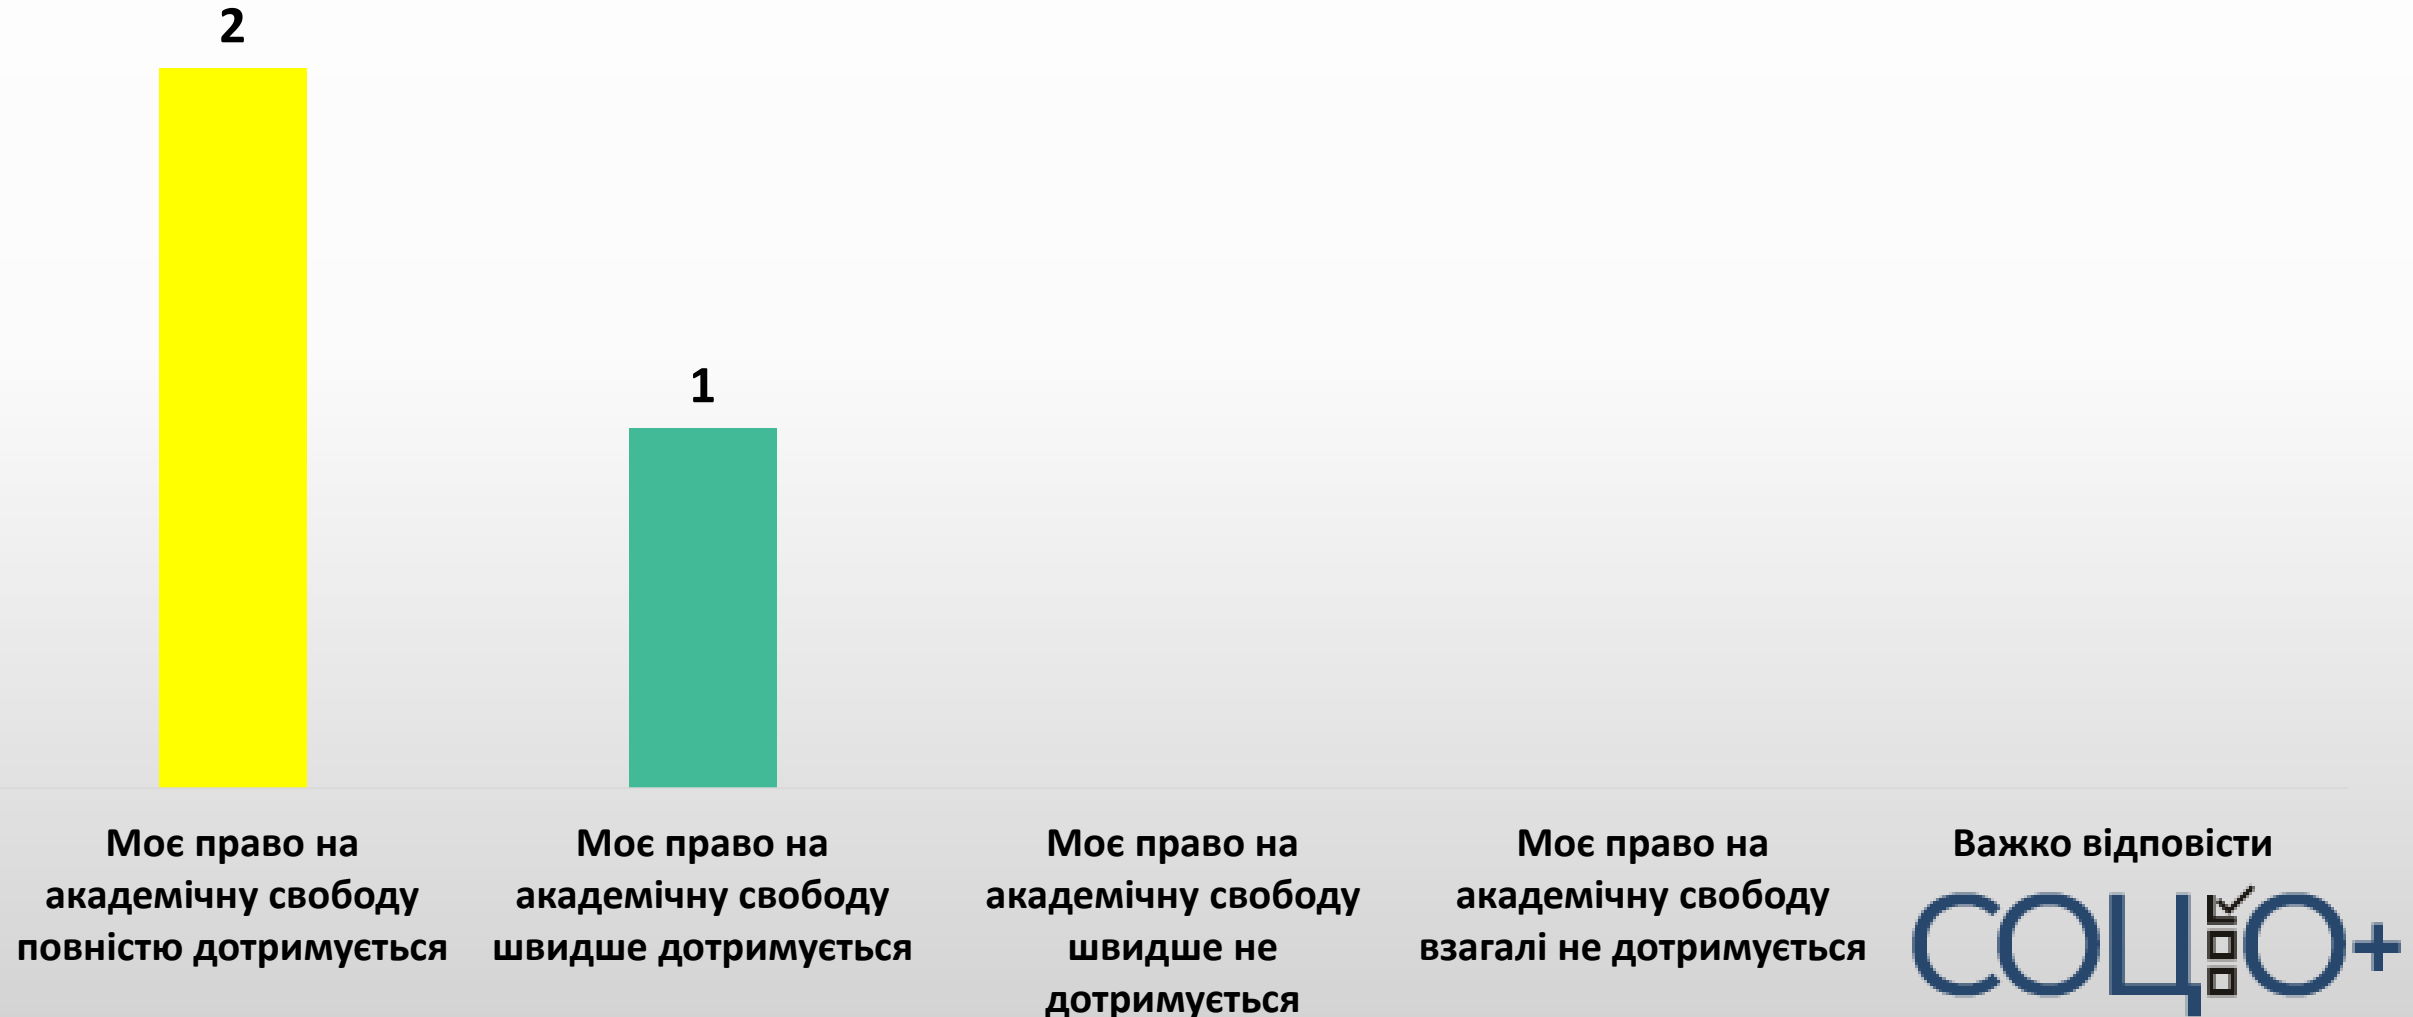 2
1
Моє право на
академічну свободу
повністю дотримується
Моє право на
академічну свободу
швидше дотримується
Моє право на
академічну свободу
швидше не
дотримується
Моє право на
академічну свободу
взагалі не дотримується
Важко відповісти
СОЦІО+